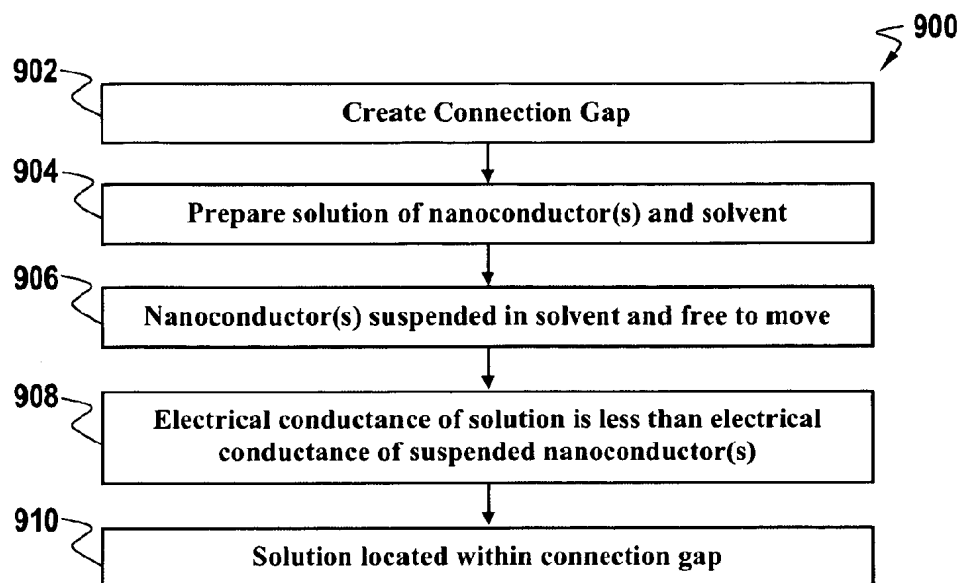 900
902
Create Connection Gap
904
Prepare solution of nanoconductor(s) and solvent
906
Nanoconductor(s) suspended in solvent and free to move
908
Electrical conductance of solution is less than electrical
conductance of suspended nanoconductor(s)
910
Solution located within connection gap